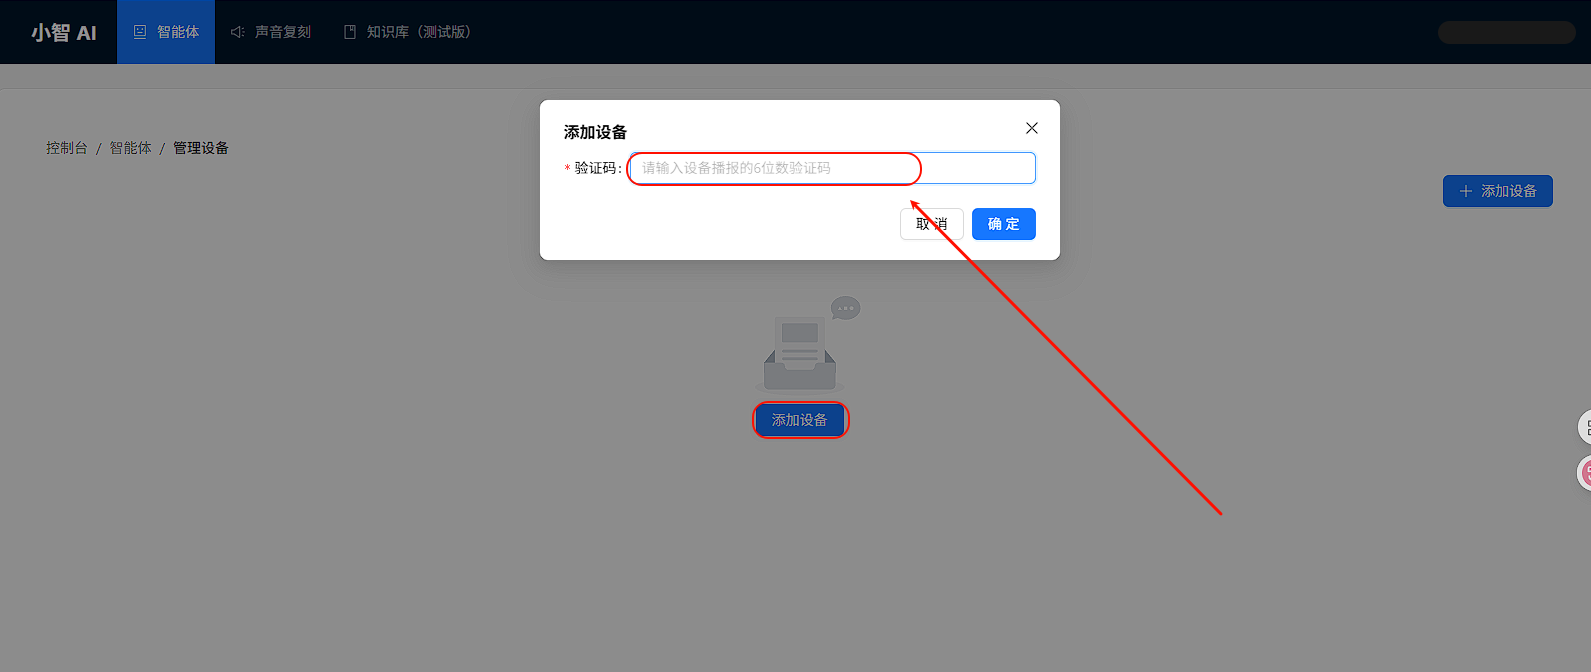 小智 AI 智能体 声音复刻 知识库（测试版）
控制台 / 智能体 / 管理设备
添加设备
添加设备
* 验证码： 请输入设备播报的6位数验证码
取 消 确 定
添加设备